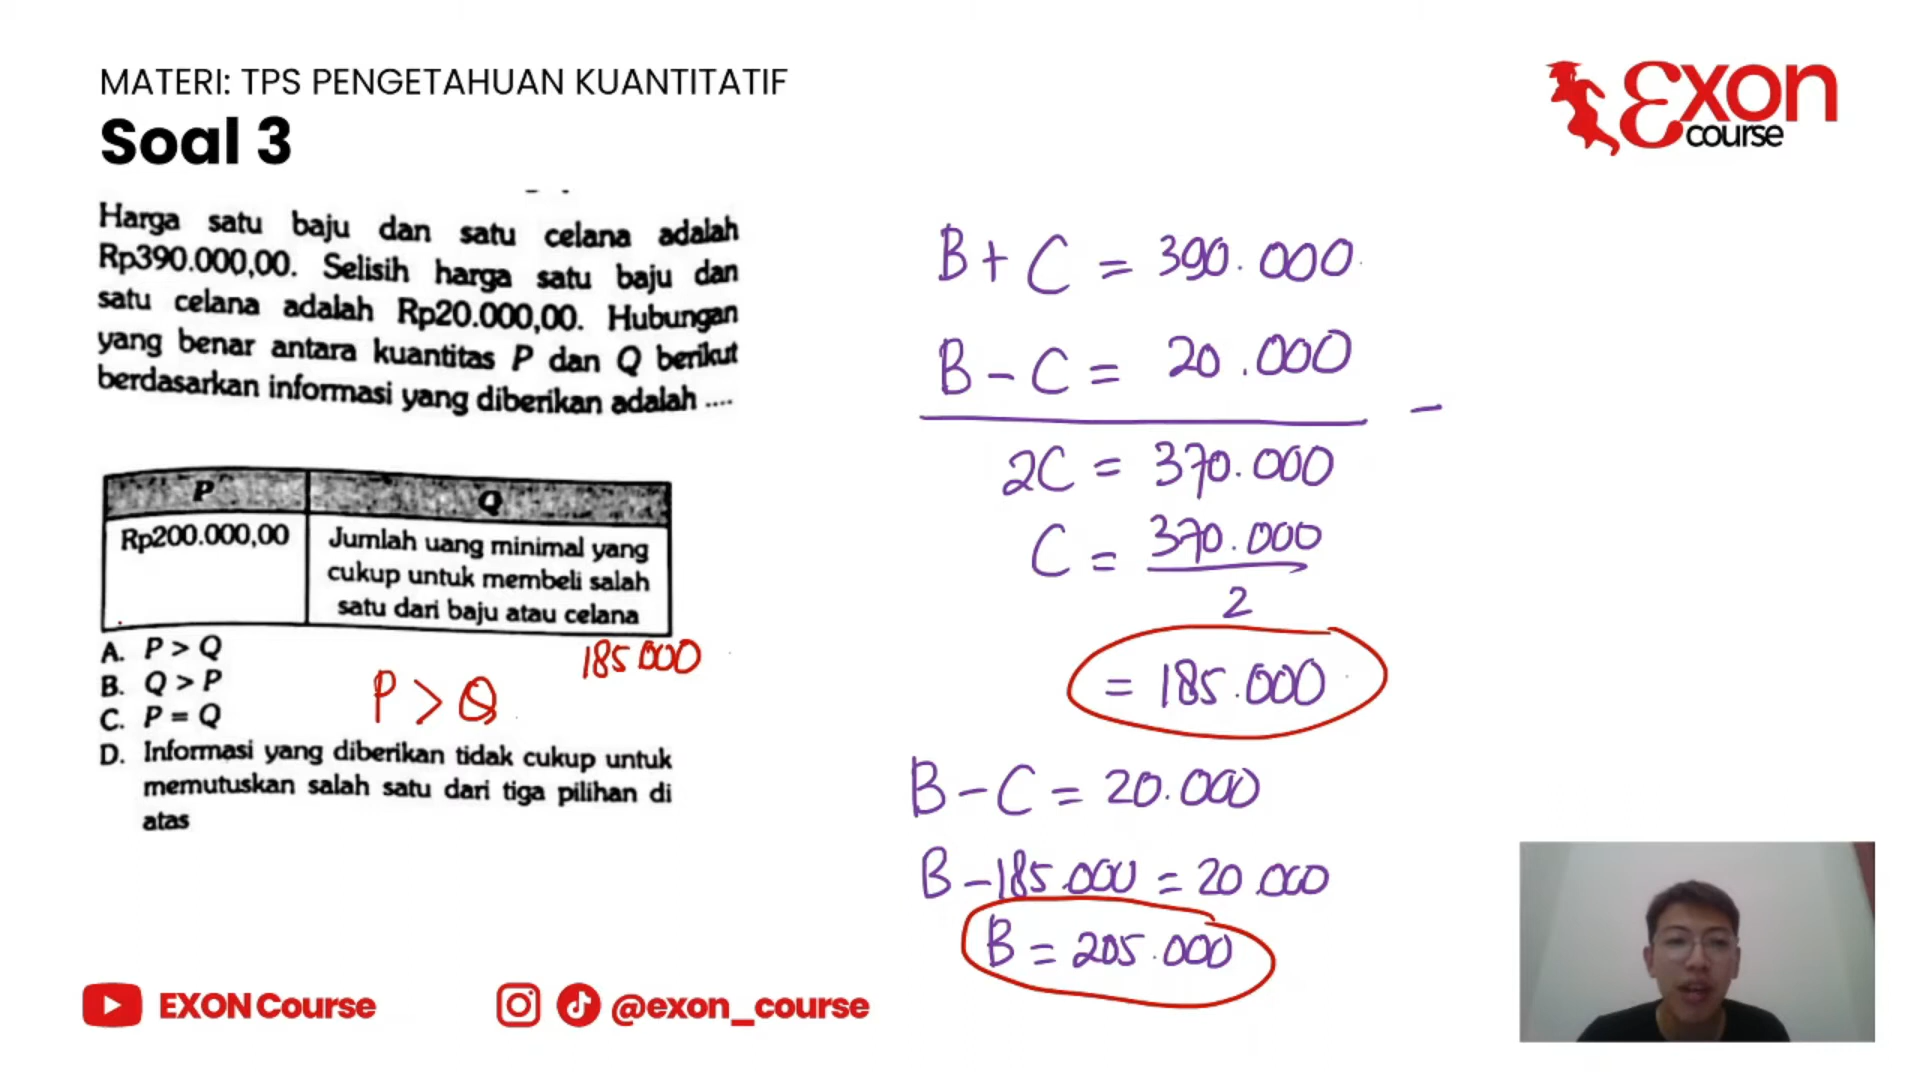 MATERI: TPS PENGETAHUAN KUANTITATIF
Soal 3
Exon
course
Harga satu baju dan satu celana adalah
Rp390.000,00. Selisih harga satu baju dan
satu celana adalah Rp20.000,00. Hubungan
yang benar antara kuantitas P dan Q berikut
berdasarkan informasi yang diberikan adalah ....
P Q
Rp200.000,00 Jumlah uang minimal yang
cukup untuk membeli salah
satu dari baju atau celana
185 000
A. P > Q
B. Q > P
C. P = Q
D. Informasi yang diberikan tidak cukup untuk
memutuskan salah satu dari tiga pilihan di
atas
P > Q
B + C = 390.000
B - C = 20.000
-
2C = 370.000
C = 370.000
2
= 185.000
B - C = 20.000
B - 185.000 = 20.000
B = 205.000
EXON Course
@exon_course